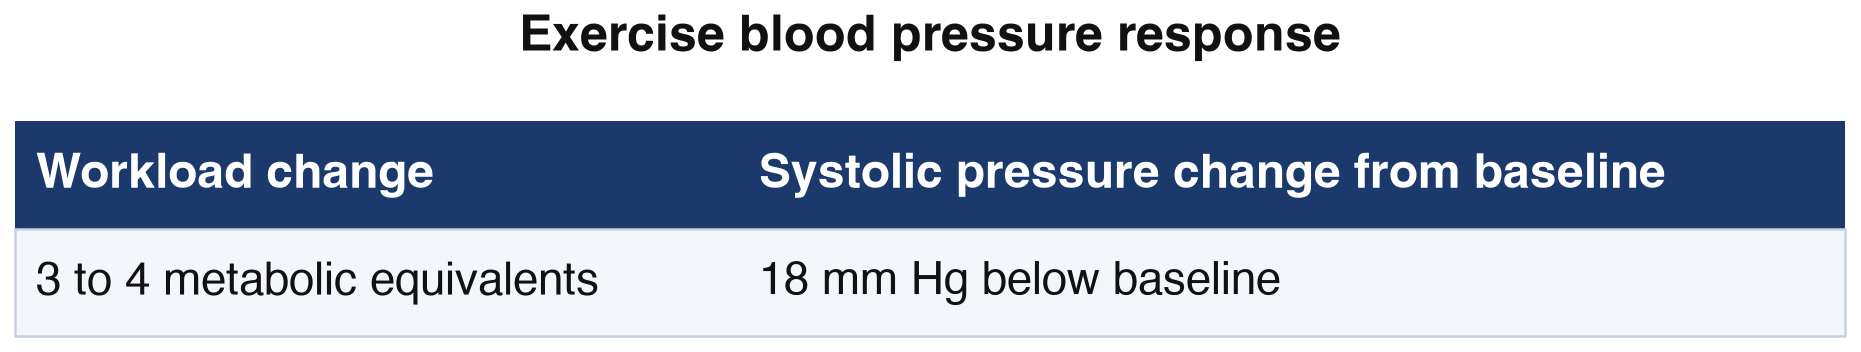 Exercise blood pressure response
Workload change Systolic pressure change from baseline
3 to 4 metabolic equivalents 18 mm Hg below baseline